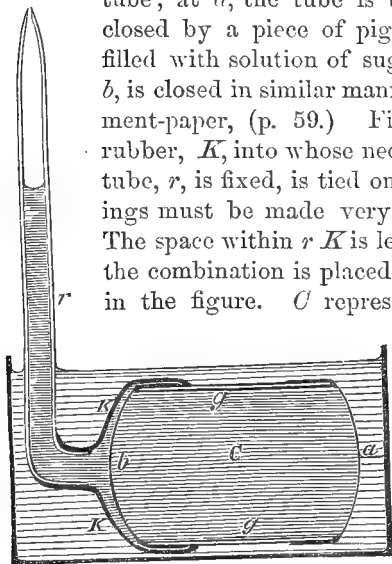 tube, at a, the tube is
closed by a piece of pig
filled with solution of sug
b, is closed in similar mann
ment-paper, (p. 59.) Fi
rubber, K, into whose nec
tube, r, is fixed, is tied on
ings must be made very
The space within r K is le
the combination is placed
in the figure. C repres
r
K
g
b
C
a
K
g